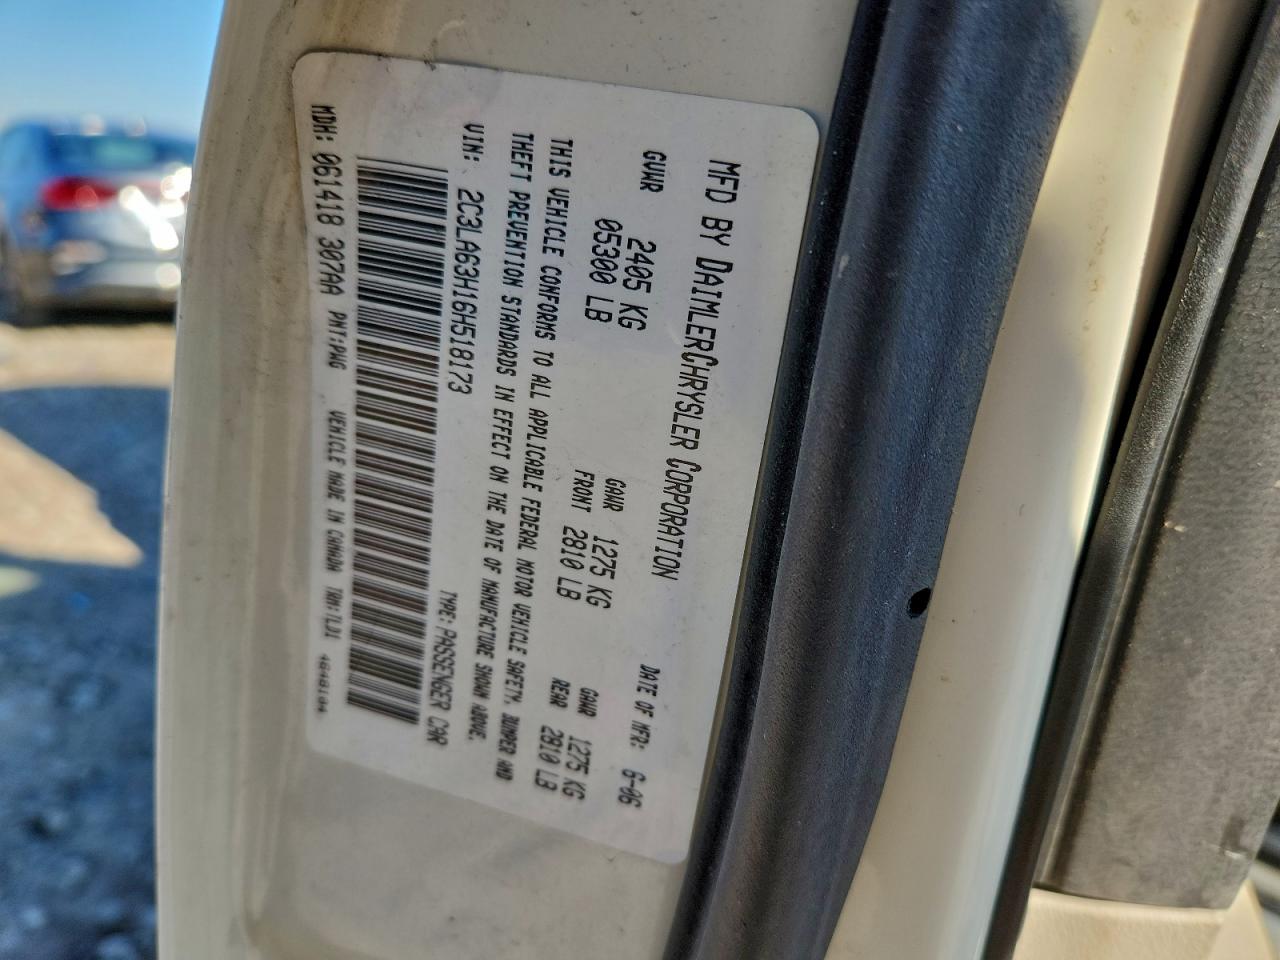 MFD BY DAIMLERCHRYSLER CORPORATION
DATE OF MFR: 6-06
GVWR 2405 KG
05300 LB
GAWR 1275 KG
FRONT 2810 LB
GAWR 1275 KG
REAR 2810 LB
THIS VEHICLE CONFORMS TO ALL APPLICABLE FEDERAL MOTOR VEHICLE SAFETY, BUMPER AND
THEFT PREVENTION STANDARDS IN EFFECT ON THE DATE OF MANUFACTURE SHOWN ABOVE.
VIN: 2C3LA63H16H518173
TYPE: PASSENGER CAR
MDH: 061418 307AA PNT:PWG VEHICLE MADE IN CANADA